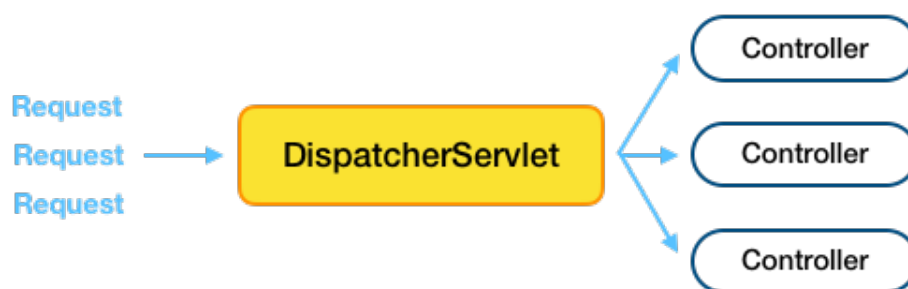 Request
Request
Request
DispatcherServlet
Controller
Controller
Controller